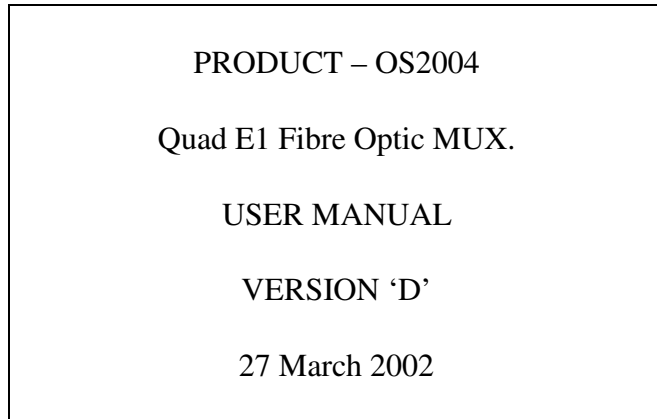 PRODUCT – OS2004
Quad E1 Fibre Optic MUX.
USER MANUAL
VERSION ‘D’
27 March 2002